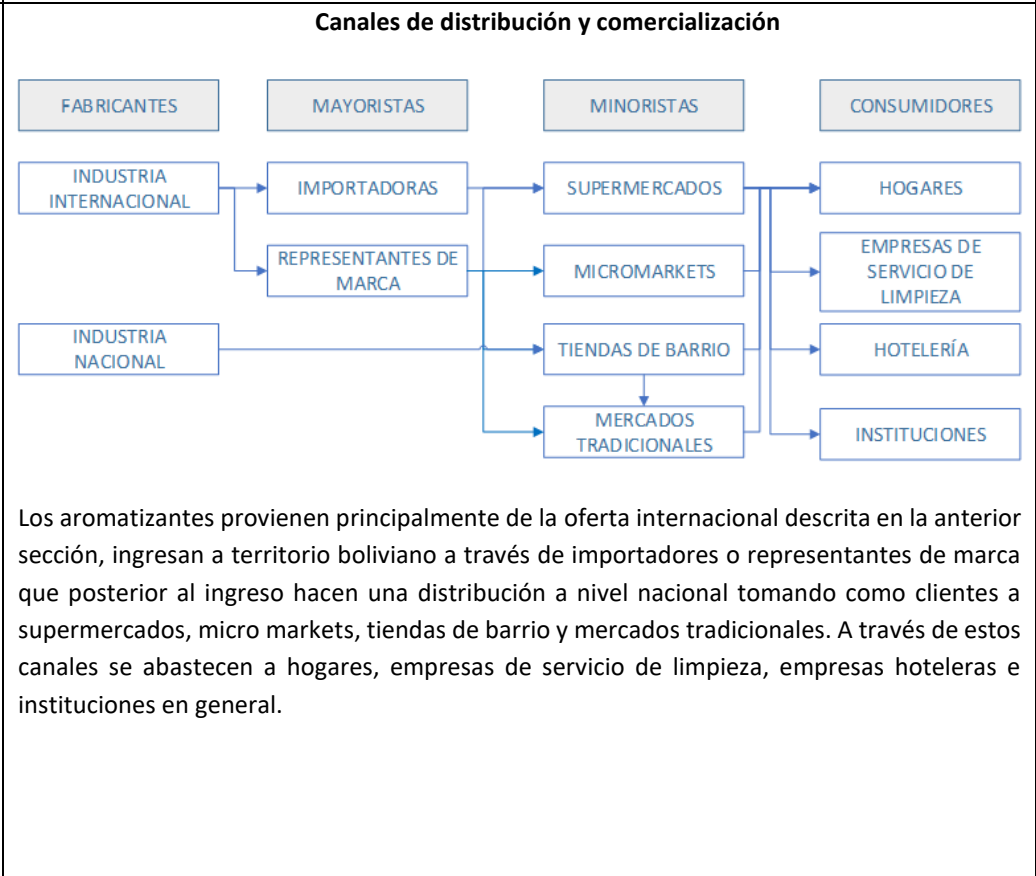 Canales de distribución y comercialización
FABRICANTES
MAYORISTAS
MINORISTAS
CONSUMIDORES
INDUSTRIA
INTERNACIONAL
IMPORTADORAS
SUPERMERCADOS
HOGARES
REPRESENTANTES DE
MARCA
MICROMARKETS
EMPRESAS DE
SERVICIO DE
LIMPIEZA
INDUSTRIA
NACIONAL
TIENDAS DE BARRIO
HOTELERÍA
MERCADOS
TRADICIONALES
INSTITUCIONES
Los aromatizantes provienen principalmente de la oferta internacional descrita en la anterior
sección, ingresan a territorio boliviano a través de importadores o representantes de marca
que posterior al ingreso hacen una distribución a nivel nacional tomando como clientes a
supermercados, micro markets, tiendas de barrio y mercados tradicionales. A través de estos
canales se abastecen a hogares, empresas de servicio de limpieza, empresas hoteleras e
instituciones en general.